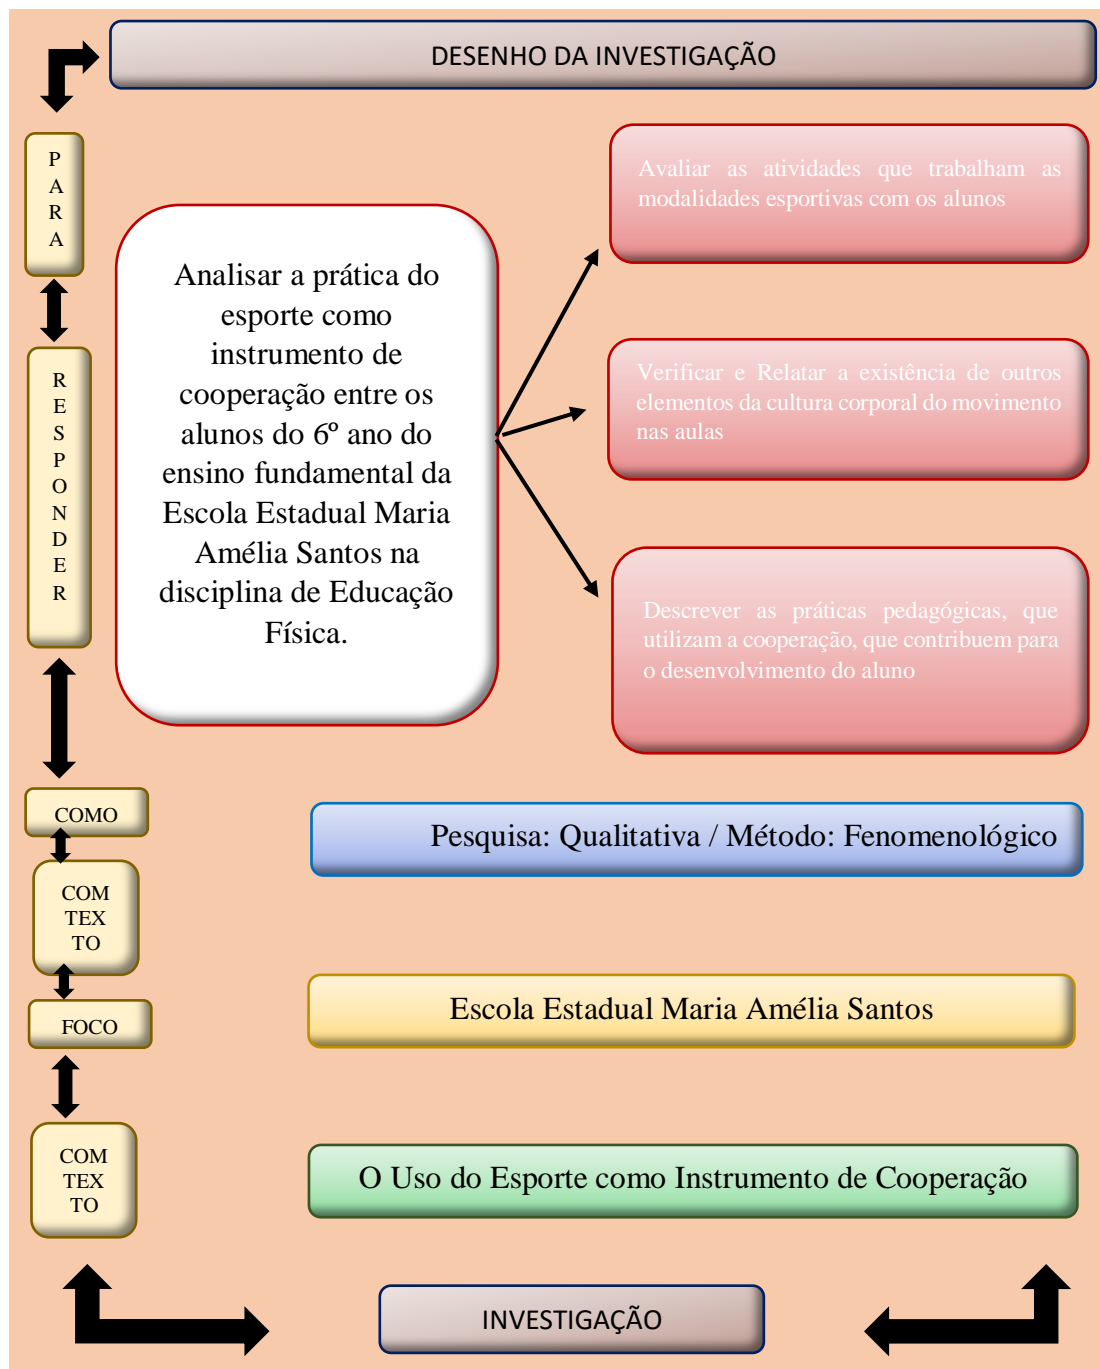 DESENHO DA INVESTIGAÇÃO
P
A
R
A
Avaliar as atividades que trabalham as
modalidades esportivas com os alunos
Analisar a prática do
esporte como
instrumento de
cooperação entre os
alunos do 6º ano do
ensino fundamental da
Escola Estadual Maria
Amélia Santos na
disciplina de Educação
Física.
R
E
S
P
O
N
D
E
R
Verificar e Relatar a existência de outros
elementos da cultura corporal do movimento
nas aulas
Descrever as práticas pedagógicas, que
utilizam a cooperação, que contribuem para
o desenvolvimento do aluno
COMO
Pesquisa: Qualitativa / Método: Fenomenológico
COM
TEX
TO
Escola Estadual Maria Amélia Santos
FOCO
COM
TEX
TO
O Uso do Esporte como Instrumento de Cooperação
INVESTIGAÇÃO